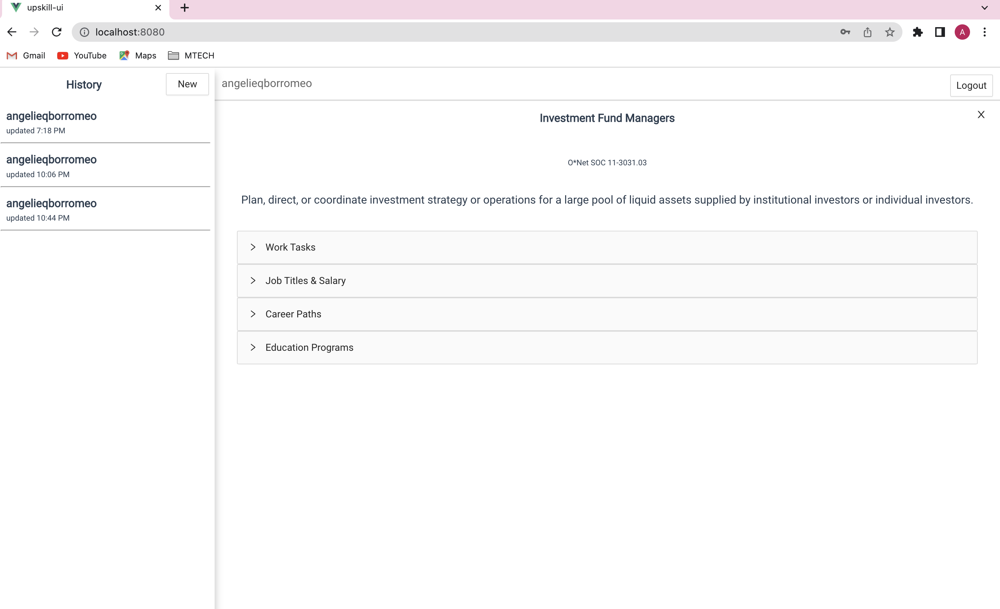 upskill-ui
localhost:8080
A
Gmail YouTube Maps MTECH
History New
angelieqborromeo
updated 7:18 PM
angelieqborromeo
updated 10:06 PM
angelieqborromeo
updated 10:44 PM
angelieqborromeo Logout
Investment Fund Managers X
O*Net SOC 11-3031.03
Plan, direct, or coordinate investment strategy or operations for a large pool of liquid assets supplied by institutional investors or individual investors.
Work Tasks
Job Titles & Salary
Career Paths
Education Programs